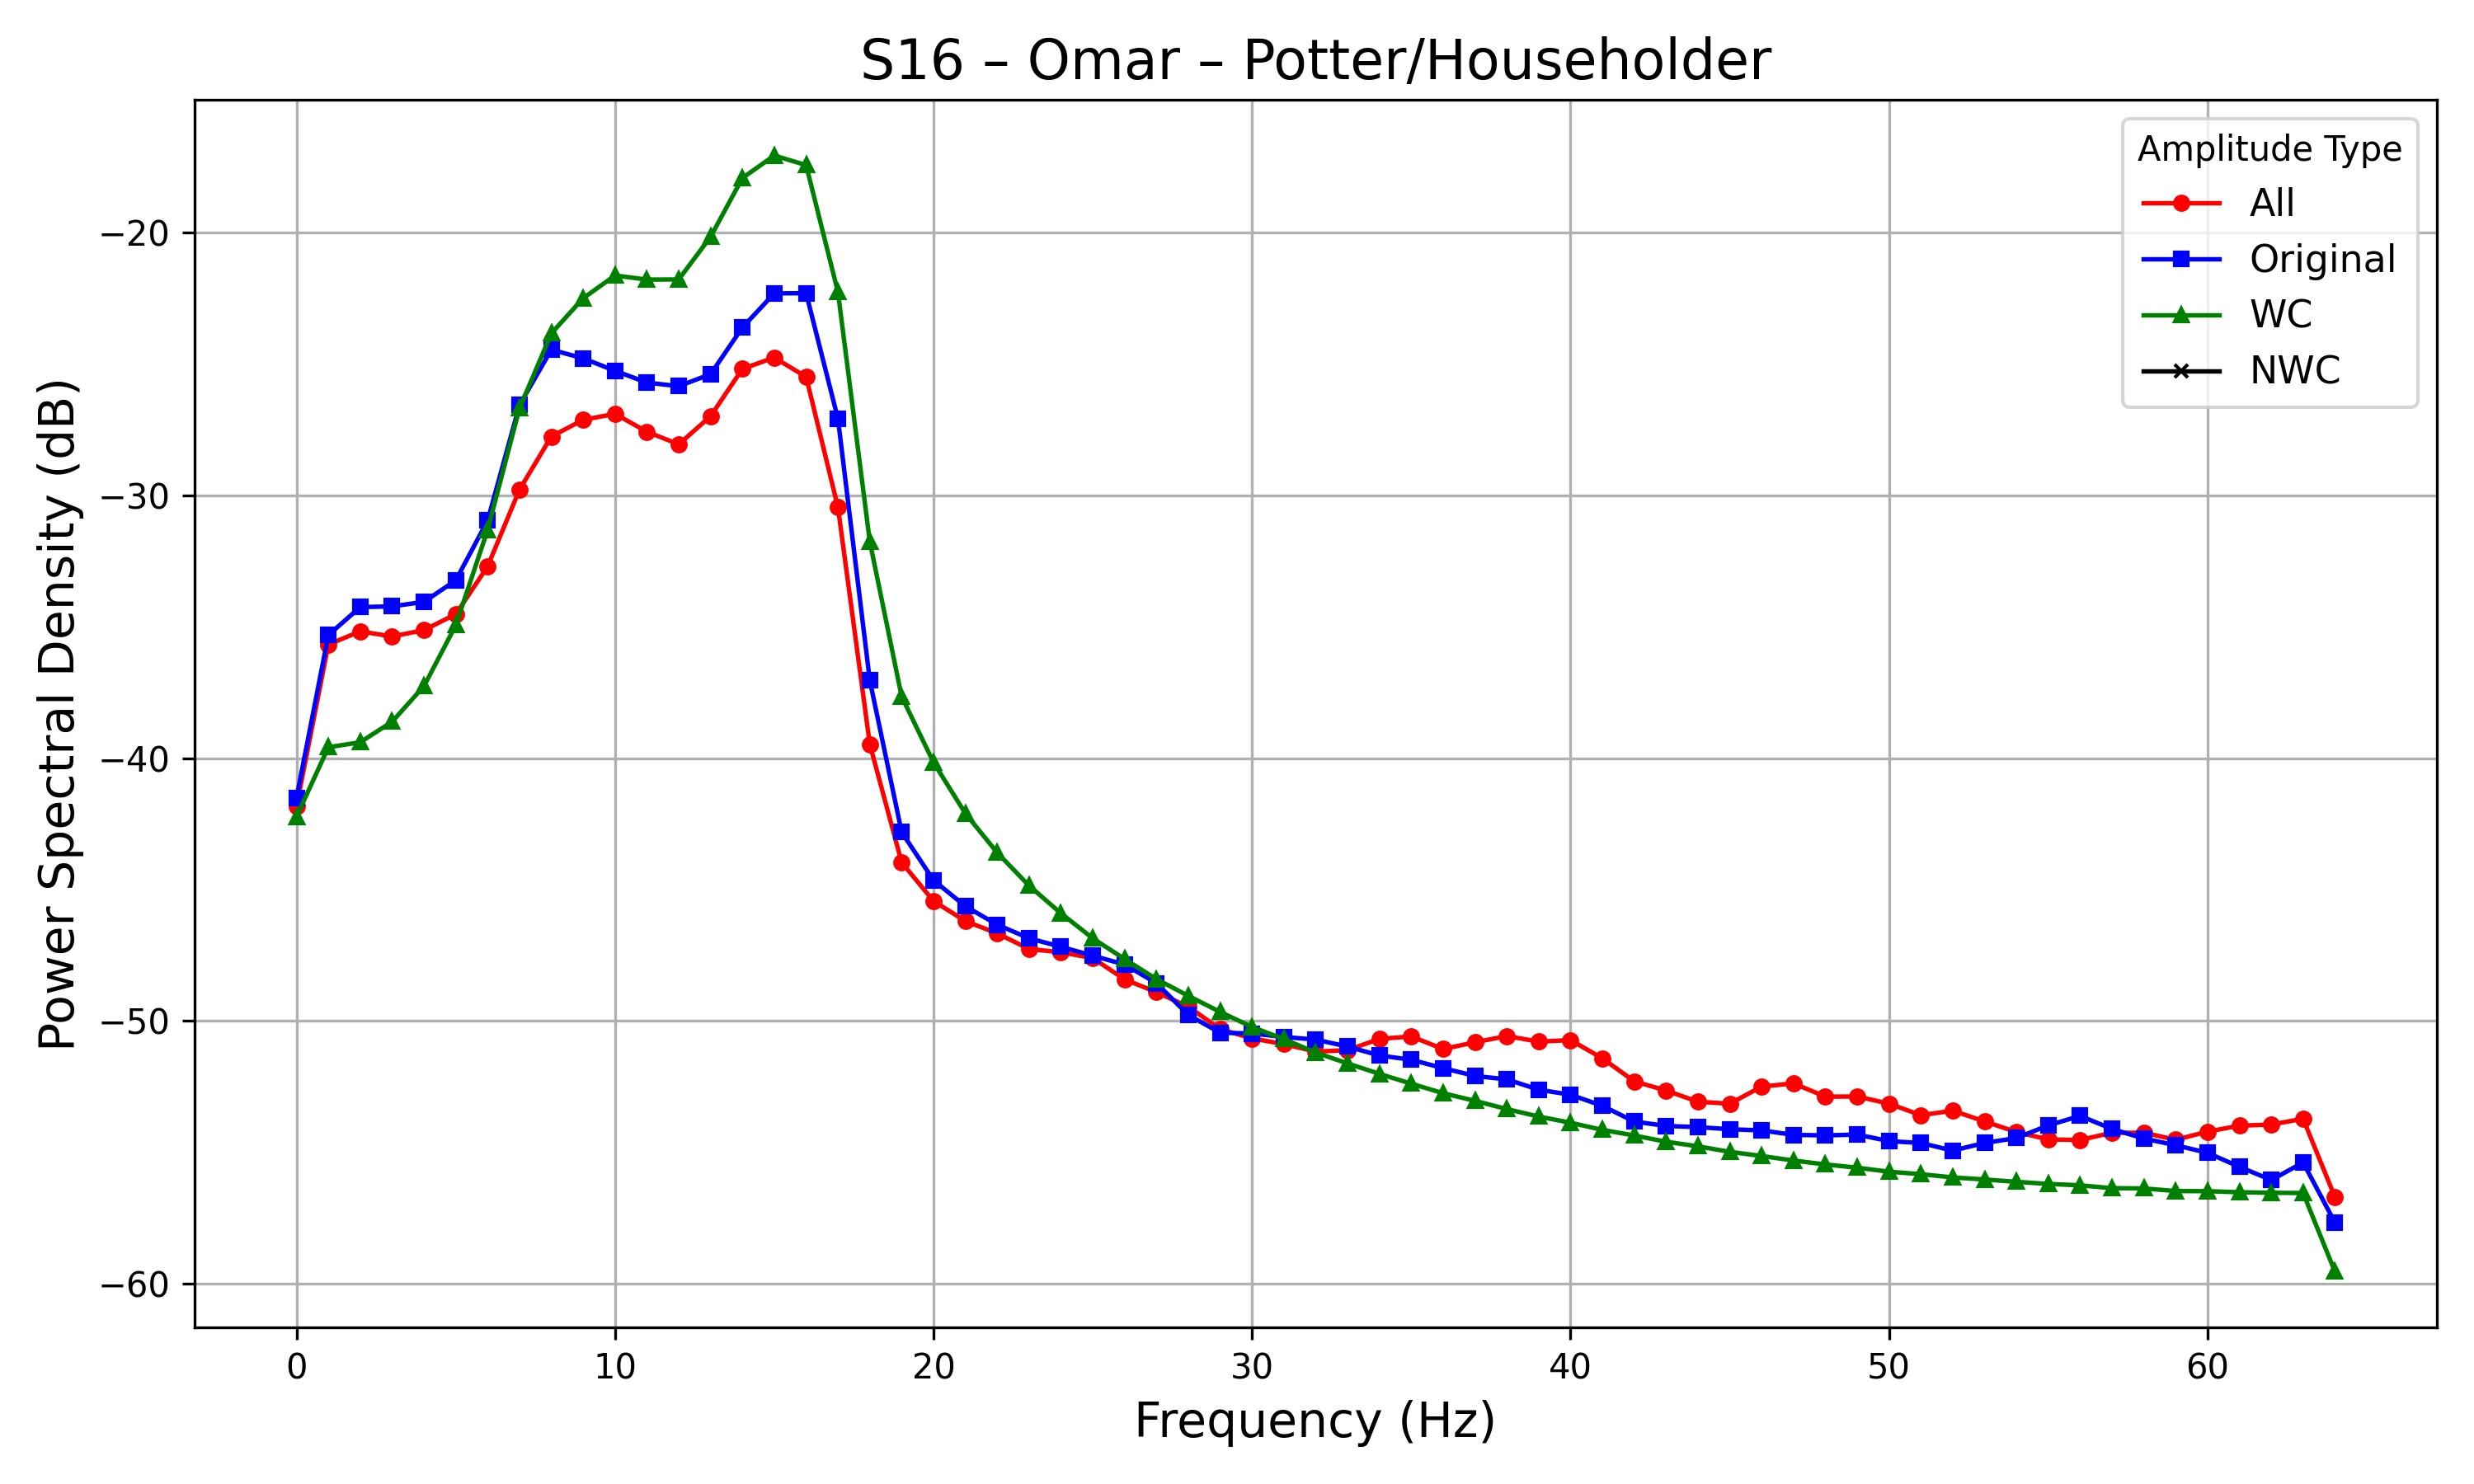 S16 – Omar – Potter/Householder
Amplitude Type
All
Original
WC
NWC
Power Spectral Density (dB)
−20
−30
−40
−50
−60
0 10 20 30 40 50 60
Frequency (Hz)